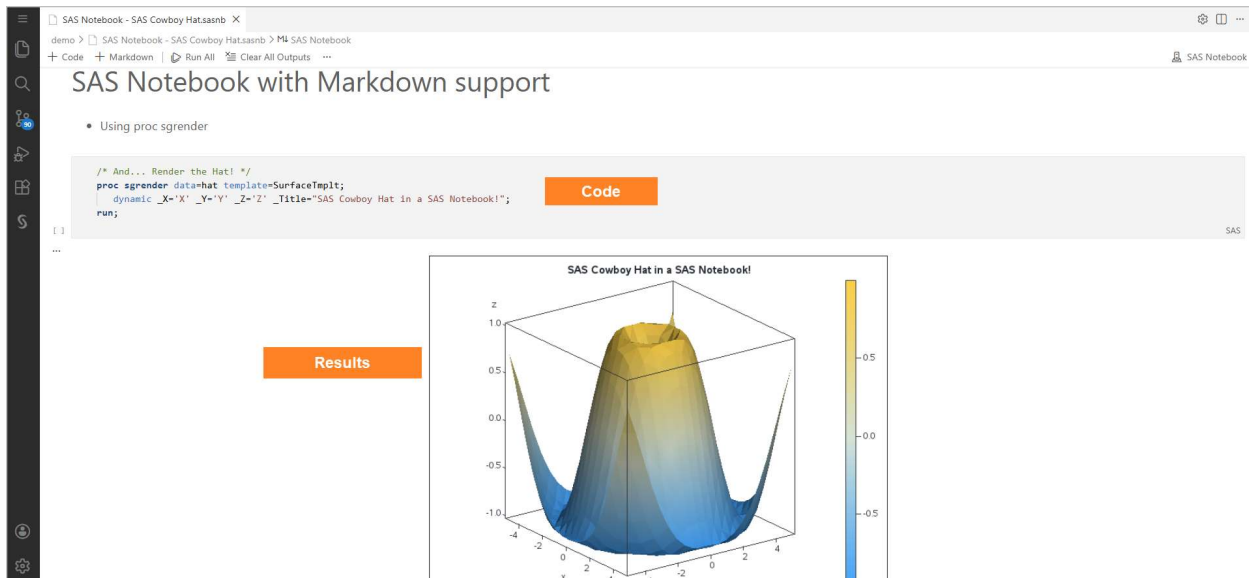 SAS Notebook - SAS Cowboy Hat.sasnb
demo > SAS Notebook - SAS Cowboy Hat.sasnb > M↓ SAS Notebook
+ Code + Markdown | Run All Clear All Outputs ...
SAS Notebook
SAS Notebook with Markdown support
• Using proc sgrender
90
/* And... Render the Hat! */
proc sgrender data=hat template=SurfaceTmplt;
dynamic _X='X' _Y='Y' _Z='Z' _Title="SAS Cowboy Hat in a SAS Notebook!";
run;
Code
[ ]
SAS
...
SAS Cowboy Hat in a SAS Notebook!
z
1.0
0.5
0.0
-0.5
-1.0
Results
-4
-2
0
2
x
-2
0
2
4
0.5
0.0
-0.5